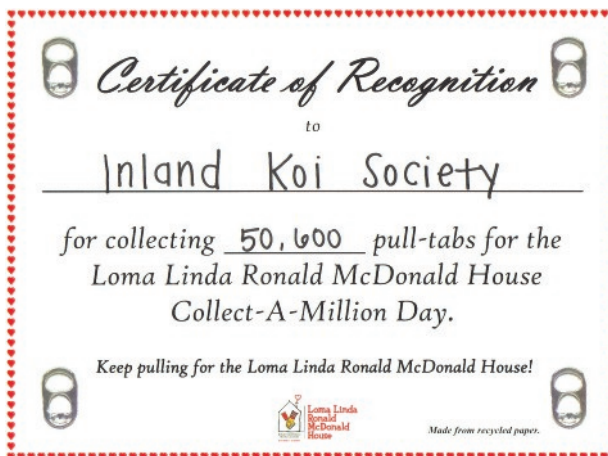 Certificate of Recognition
to
Inland Koi Society
for collecting 50,600 pull-tabs for the
Loma Linda Ronald McDonald House
Collect-A-Million Day.
Keep pulling for the Loma Linda Ronald McDonald House!
Loma Linda
Ronald
McDonald
House
Made from recycled paper.